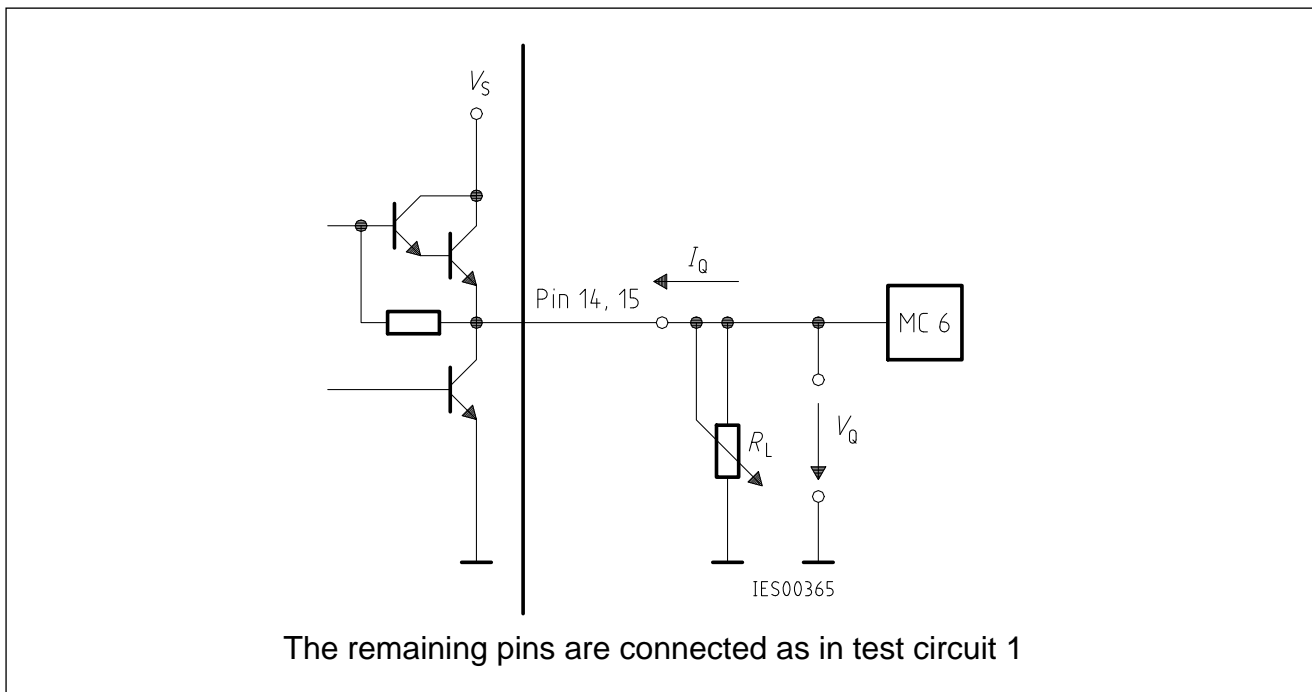 VS
IQ
Pin 14, 15
MC 6
RL
VQ
IES00365
The remaining pins are connected as in test circuit 1